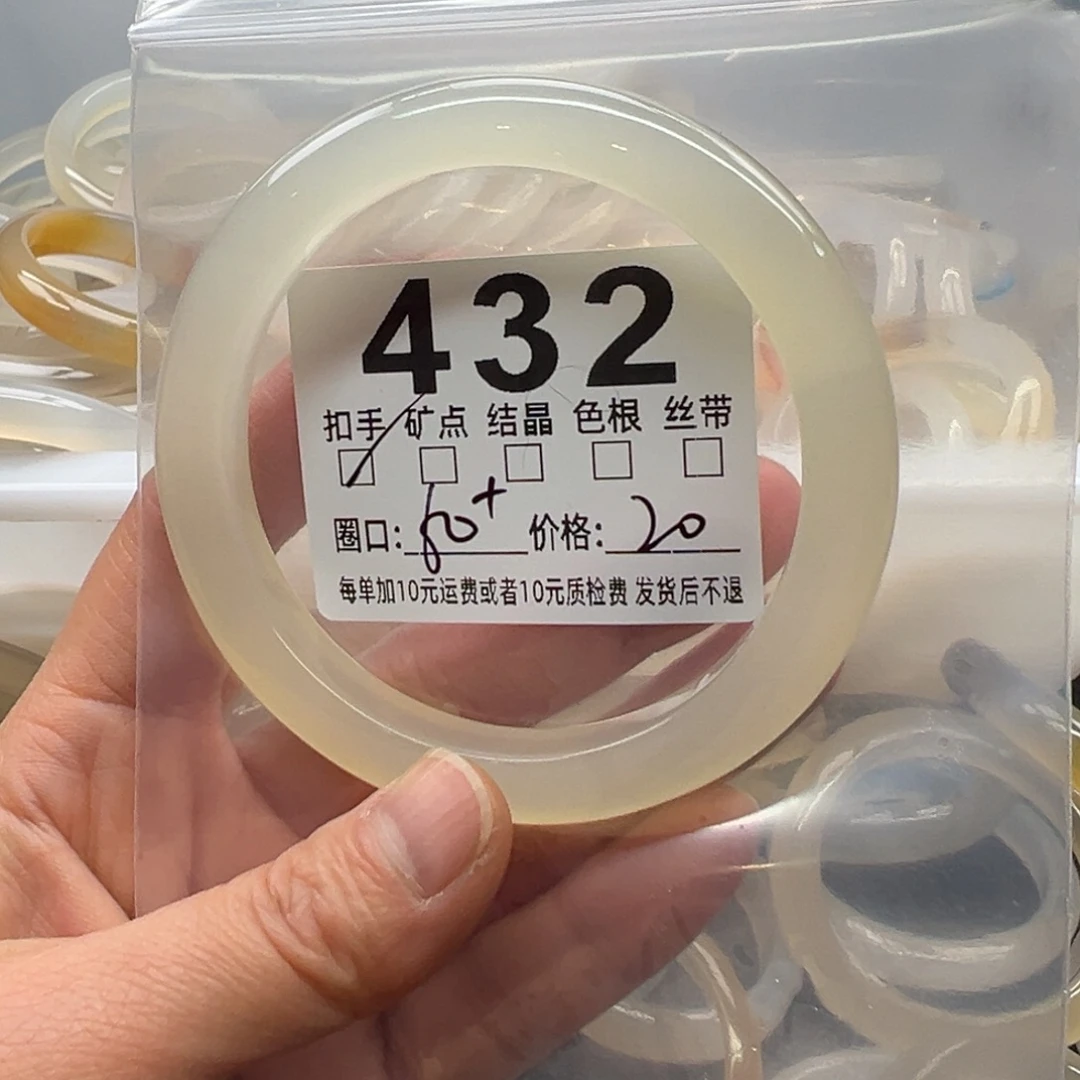 432
扣手 矿点 结晶 色根 丝带
圈口: 60+ 价格: 20
每单加10元运费或者10元质检费 发货后不退